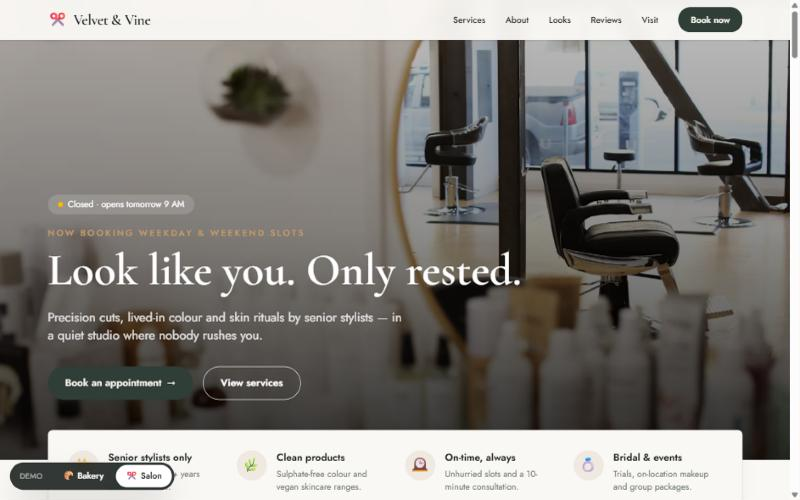 Velvet & Vine
Services
About
Looks
Reviews
Visit
Book now
Closed · opens tomorrow 9 AM
NOW BOOKING WEEKDAY & WEEKEND SLOTS
Look like you. Only rested.
Precision cuts, lived-in colour and skin rituals by senior stylists — in
a quiet studio where nobody rushes you.
Book an appointment →
View services
Senior stylists only
years
Clean products
Sulphate-free colour and
vegan skincare ranges.
On-time, always
Unhurried slots and a 10-
minute consultation.
Bridal & events
Trials, on-location makeup
and group packages.
DEMO
Bakery
Salon